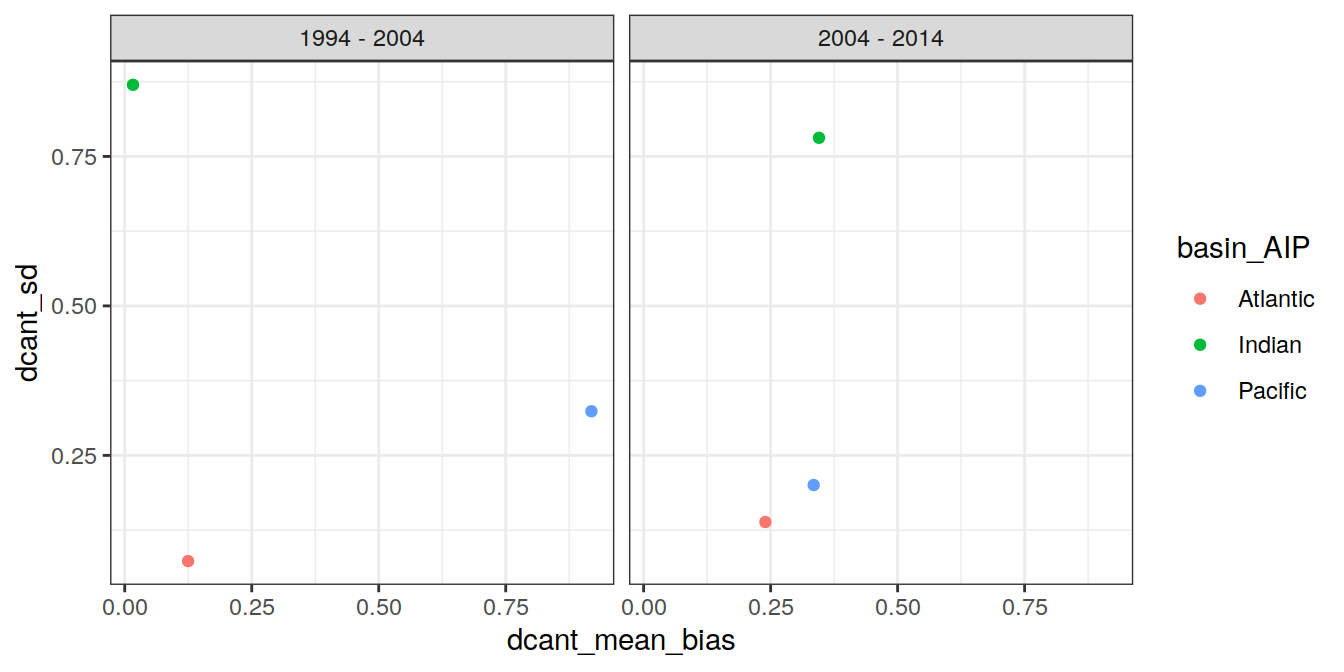 1994 - 2004
2004 - 2014
dcant_sd
0.75
0.50
0.25
0.00 0.25 0.50 0.75
0.00 0.25 0.50 0.75
dcant_mean_bias
basin_AIP
Atlantic
Indian
Pacific